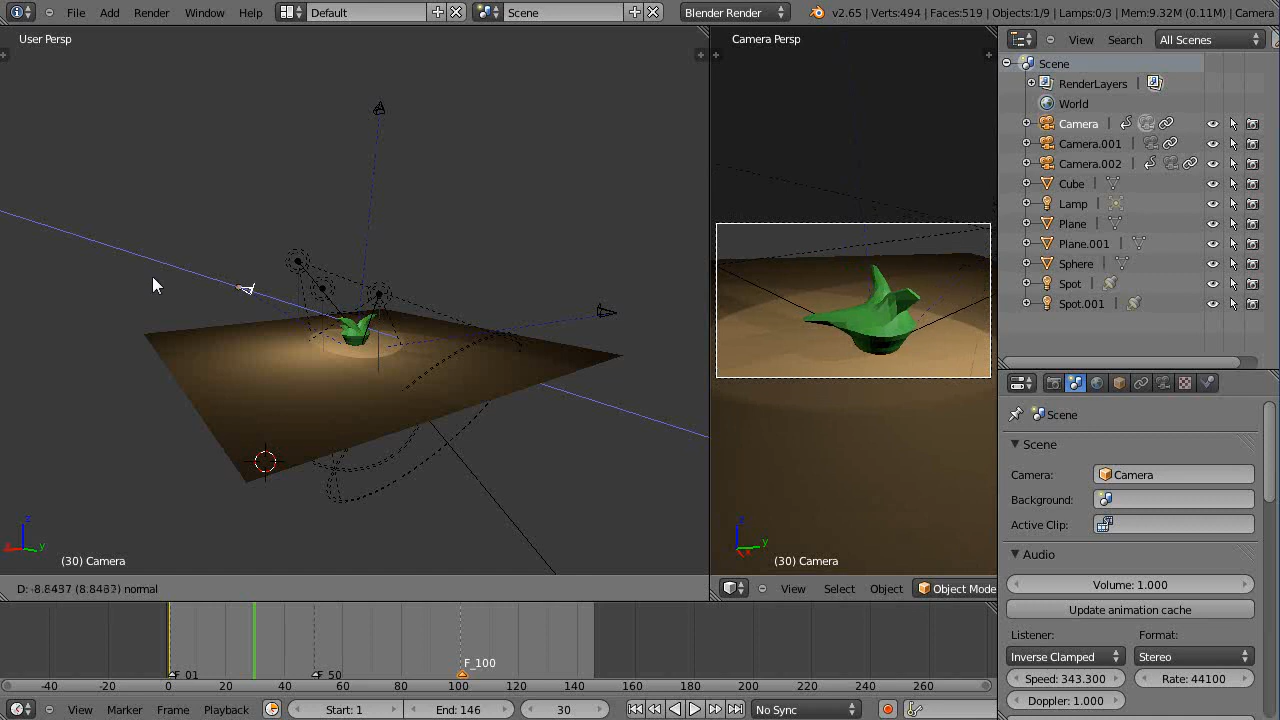 File Add Render Window Help Default Scene Blender Render v2.65 | Verts:494 | Faces:519 | Objects:1/9 | Lamps:0/3 | Mem:9.32M (0.11M) | Camera
User Persp
Camera Persp
View Search All Scenes
Scene
RenderLayers
World
Camera
Camera.001
Camera.002
Cube
Lamp
Plane
Plane.001
Sphere
Spot
Spot.001
Scene
Scene
Camera: Camera
Background:
Active Clip:
z
y
(30) Camera
z
y
x
(30) Camera
D: -8.8437 (8.8462) normal
View Select Object Object Mode
Audio
Volume: 1.000
Update animation cache
Listener: Format:
Inverse Clamped Stereo
Speed: 343.300 Rate: 44100
Doppler: 1.000
F_01 F_50 F_100
-40 -20 0 20 40 60 80 100 120 140 160 180 200 220 240 260
View Marker Frame Playback Start: 1 End: 146 30 No Sync